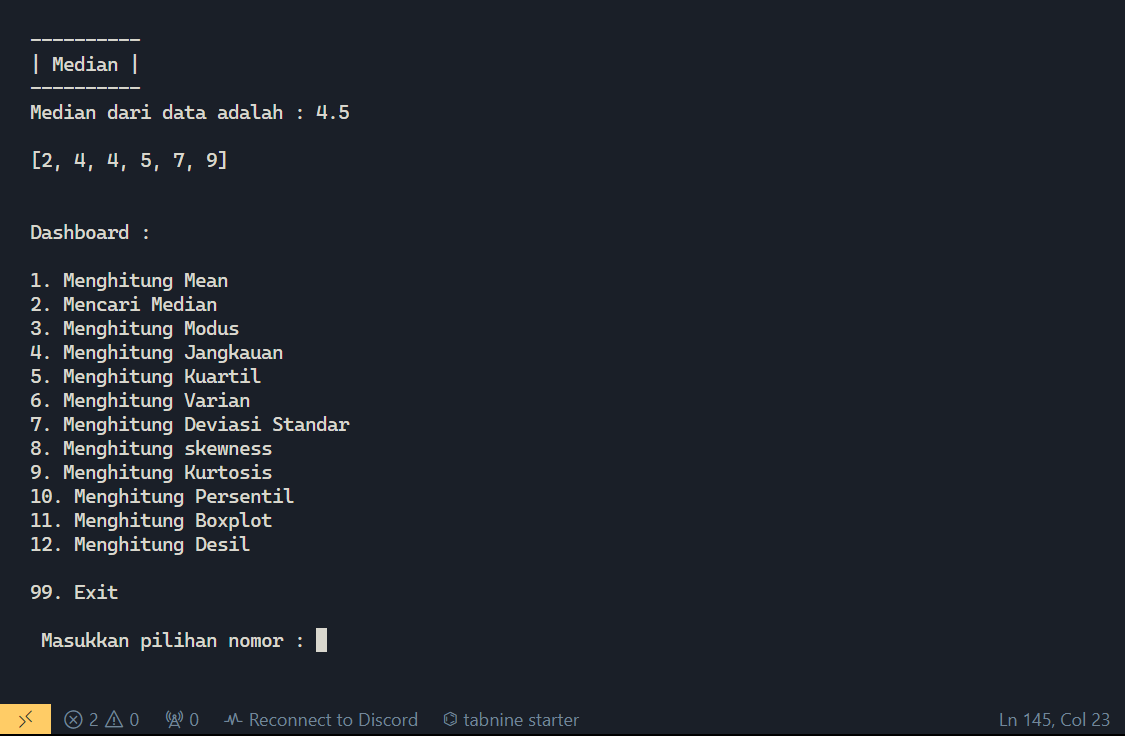 ----------
| Median |
----------
Median dari data adalah : 4.5
[2, 4, 4, 5, 7, 9]
Dashboard :
1. Menghitung Mean
2. Mencari Median
3. Menghitung Modus
4. Menghitung Jangkauan
5. Menghitung Kuartil
6. Menghitung Varian
7. Menghitung Deviasi Standar
8. Menghitung skewness
9. Menghitung Kurtosis
10. Menghitung Persentil
11. Menghitung Boxplot
12. Menghitung Desil
99. Exit
Masukkan pilihan nomor :
2 0 0 Reconnect to Discord tabnine starter Ln 145, Col 23